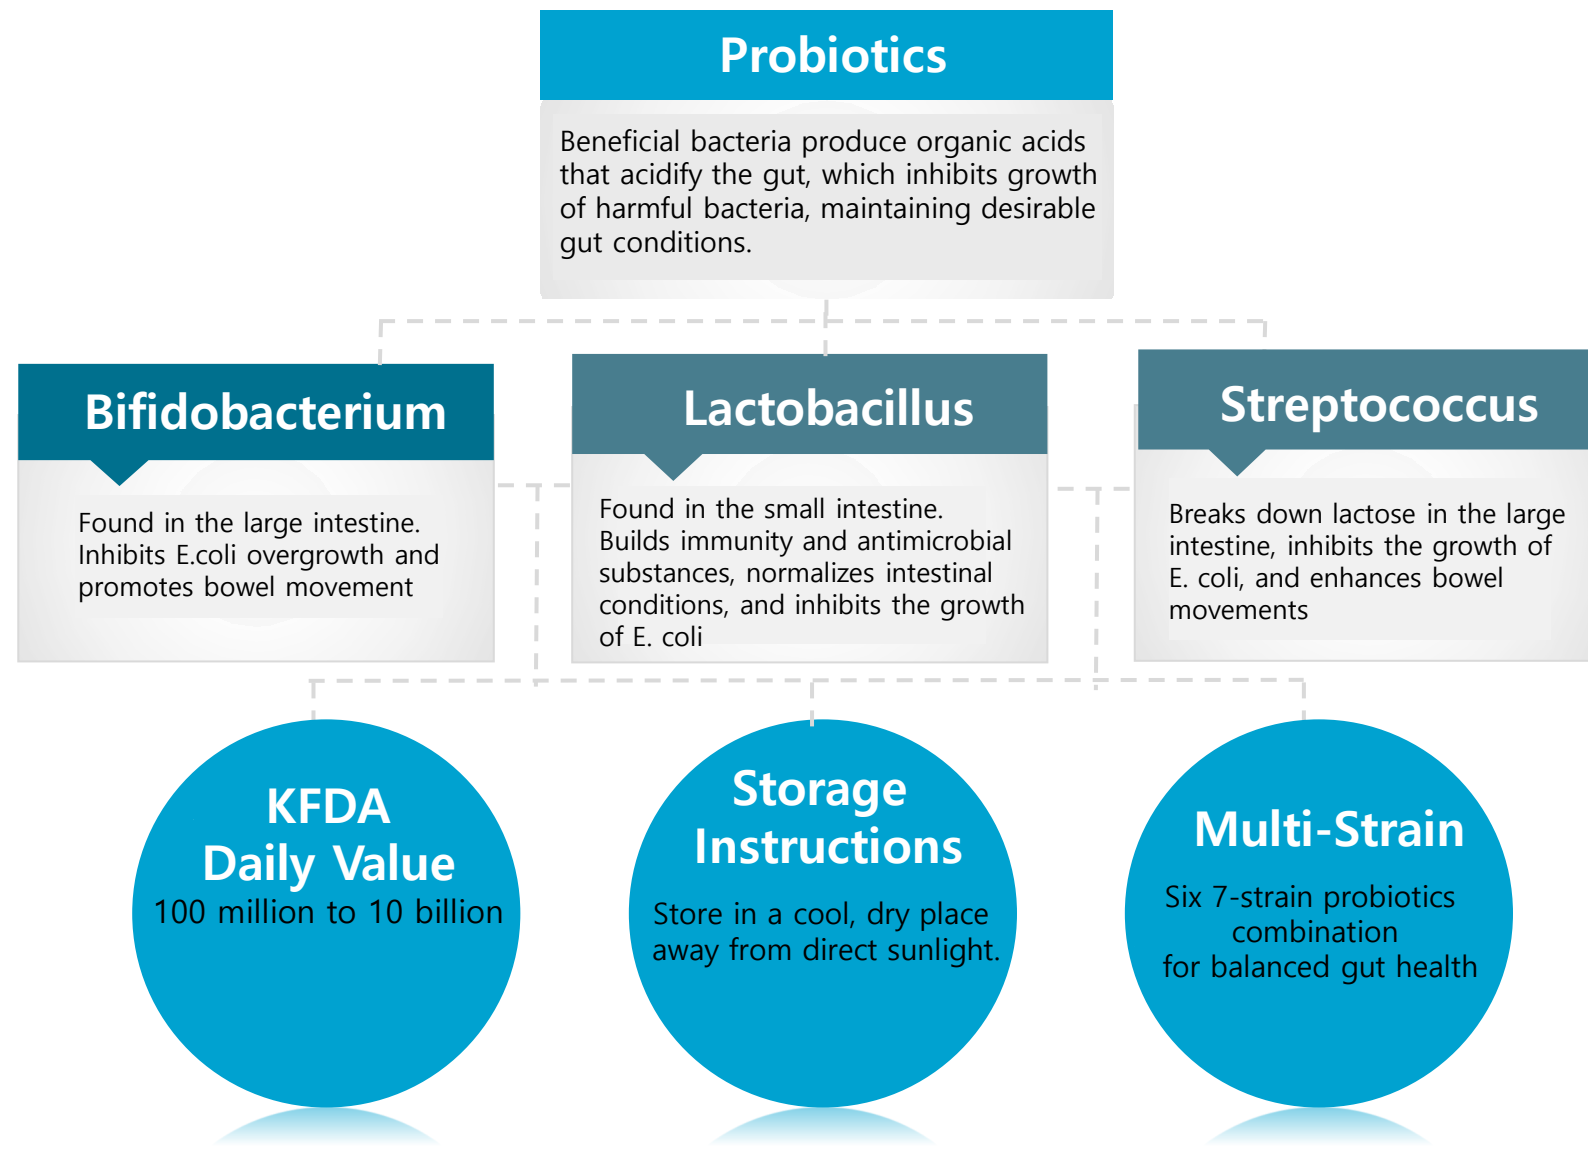 Probiotics
Beneficial bacteria produce organic acids
that acidify the gut, which inhibits growth
of harmful bacteria, maintaining desirable
gut conditions.
Bifidobacterium
Found in the large intestine.
Inhibits E.coli overgrowth and
promotes bowel movement
Lactobacillus
Found in the small intestine.
Builds immunity and antimicrobial
substances, normalizes intestinal
conditions, and inhibits the growth
of E. coli
Streptococcus
Breaks down lactose in the large
intestine, inhibits the growth of
E. coli, and enhances bowel
movements
KFDA
Daily Value
100 million to 10 billion
Storage
Instructions
Store in a cool, dry place
away from direct sunlight.
Multi-Strain
Six 7-strain probiotics
combination
for balanced gut health